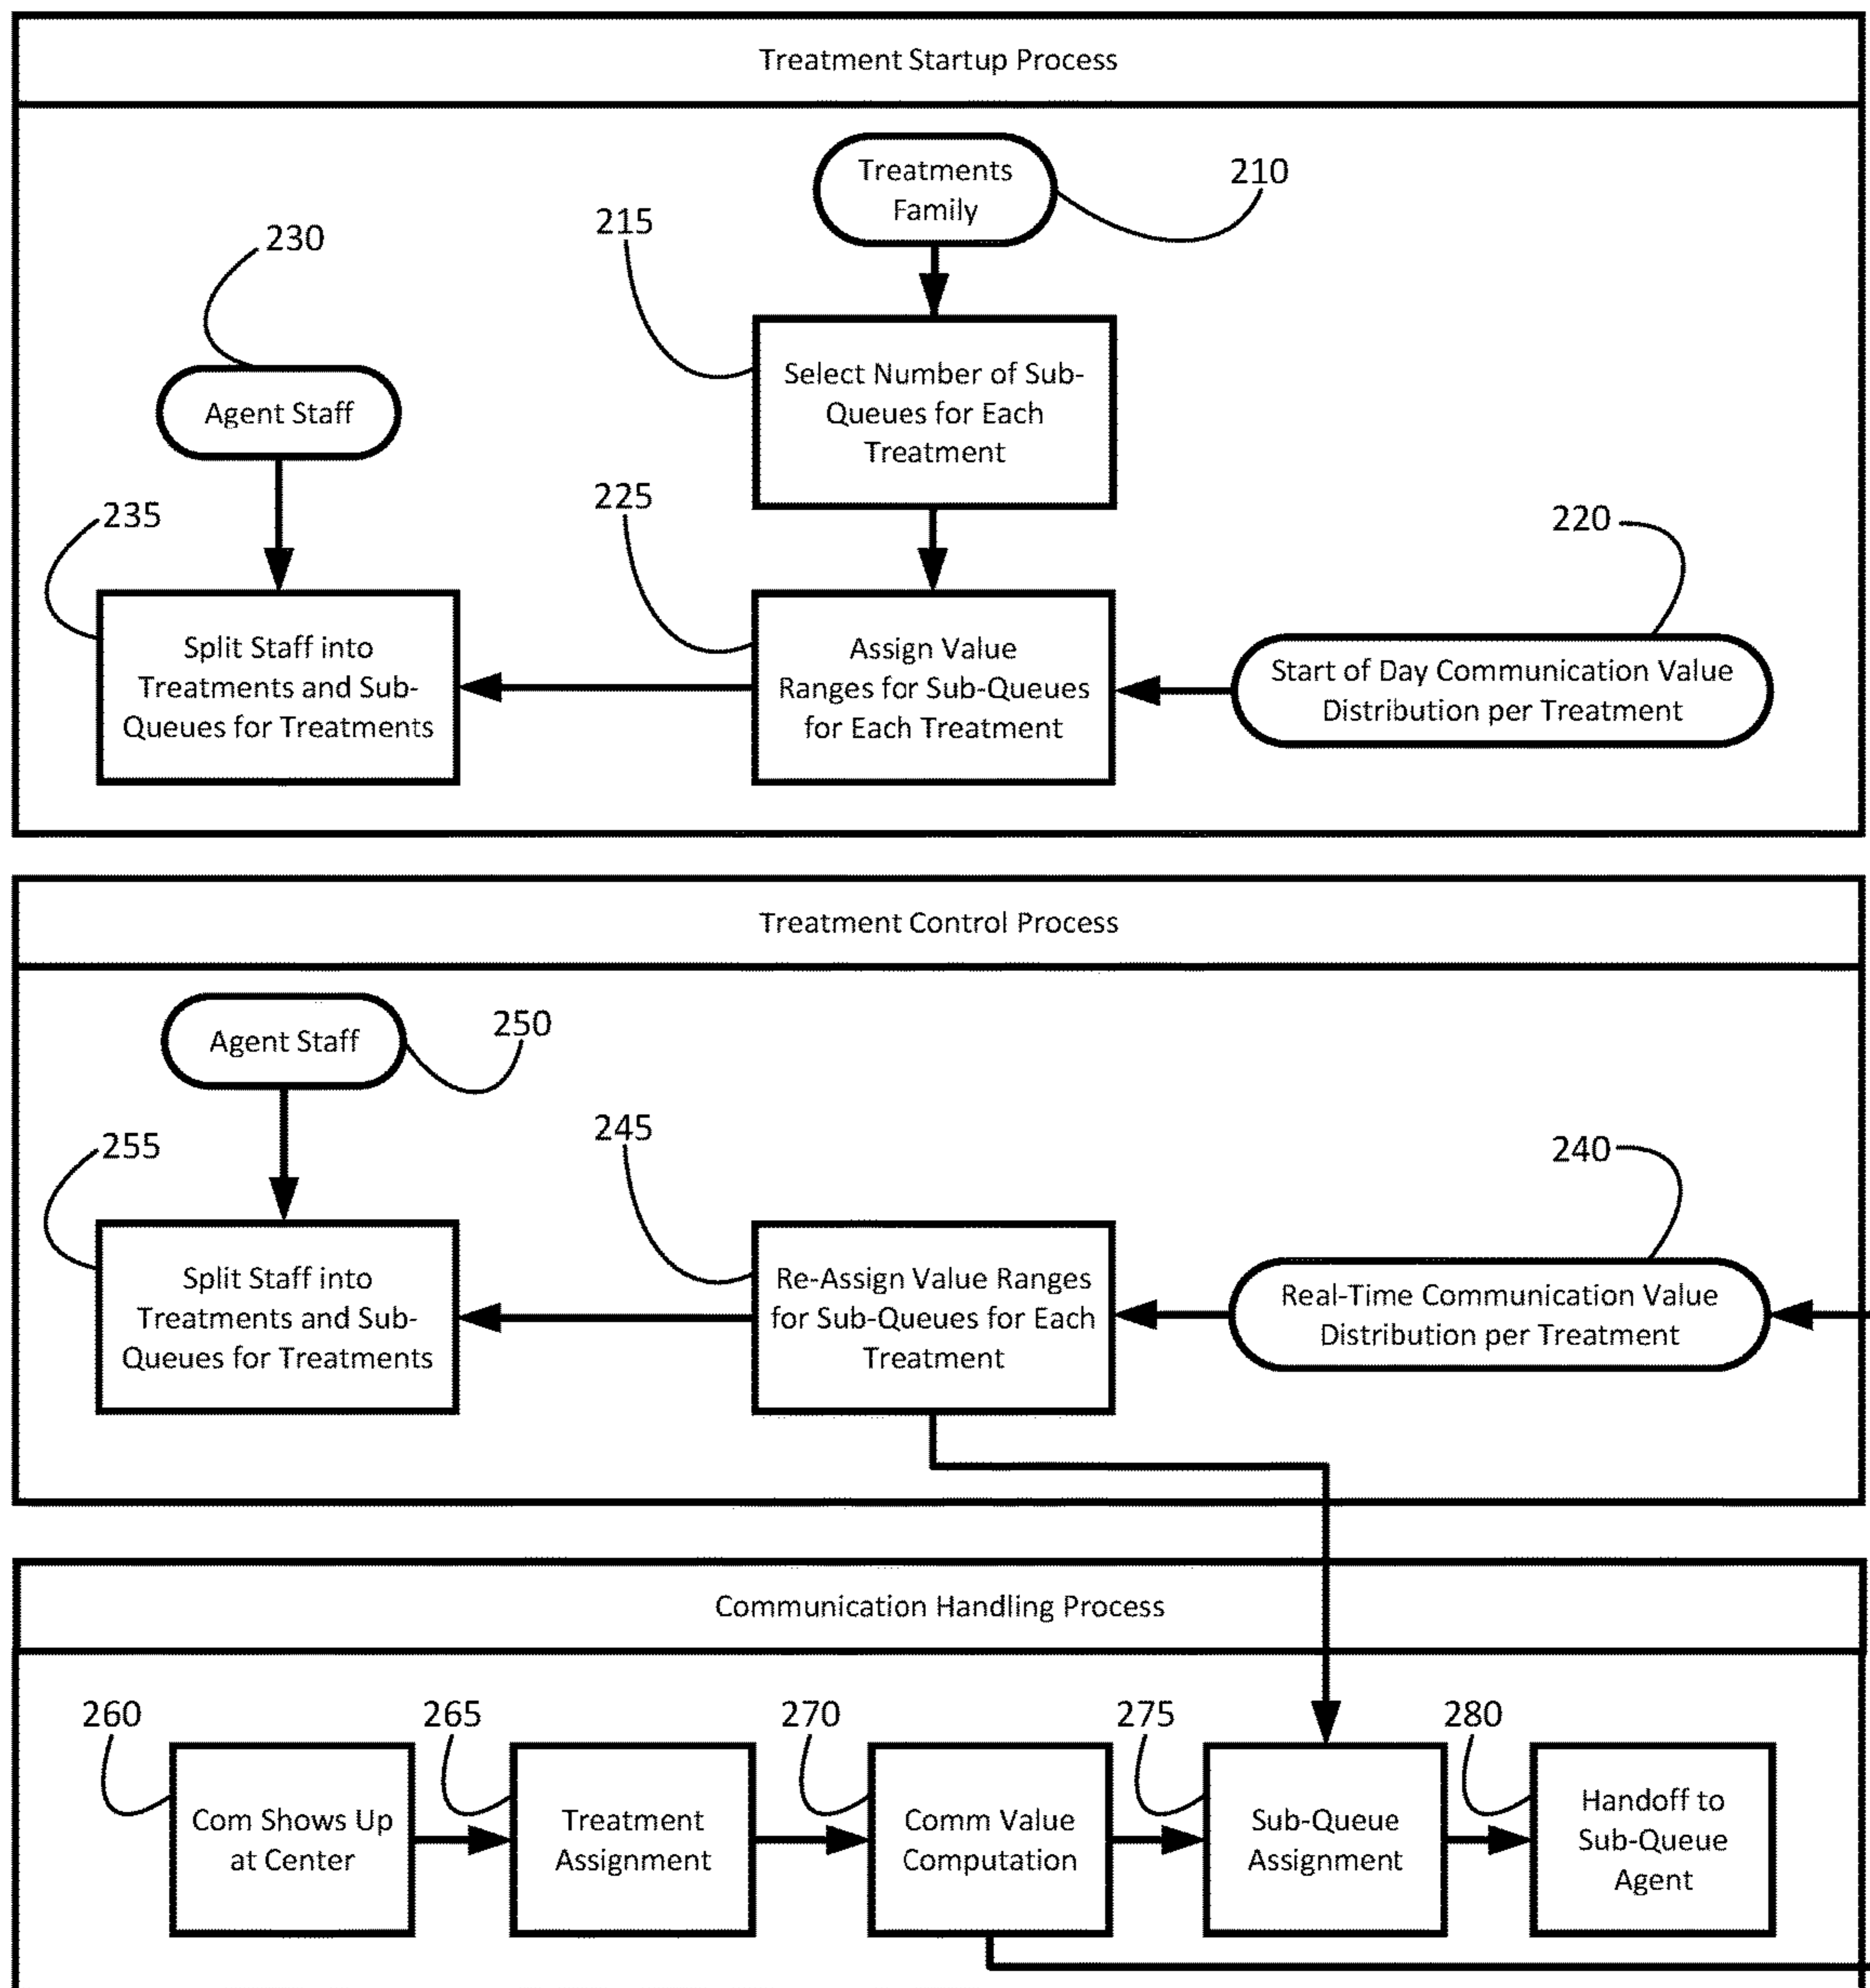 Treatment Startup Process
Treatments
Family
210
215
230
Select Number of Sub-
Queues for Each
Treatment
Agent Staff
225
235
220
Split Staff into
Treatments and Sub-
Queues for Treatments
Assign Value
Ranges for Sub-Queues
for Each Treatment
Start of Day Communication Value
Distribution per Treatment
Treatment Control Process
Agent Staff
250
245
255
240
Split Staff into
Treatments and Sub-
Queues for Treatments
Re-Assign Value Ranges
for Sub-Queues for Each
Treatment
Real-Time Communication Value
Distribution per Treatment
Communication Handling Process
260
265
270
275
280
Com Shows Up
at Center
Treatment
Assignment
Comm Value
Computation
Sub-Queue
Assignment
Handoff to
Sub-Queue
Agent